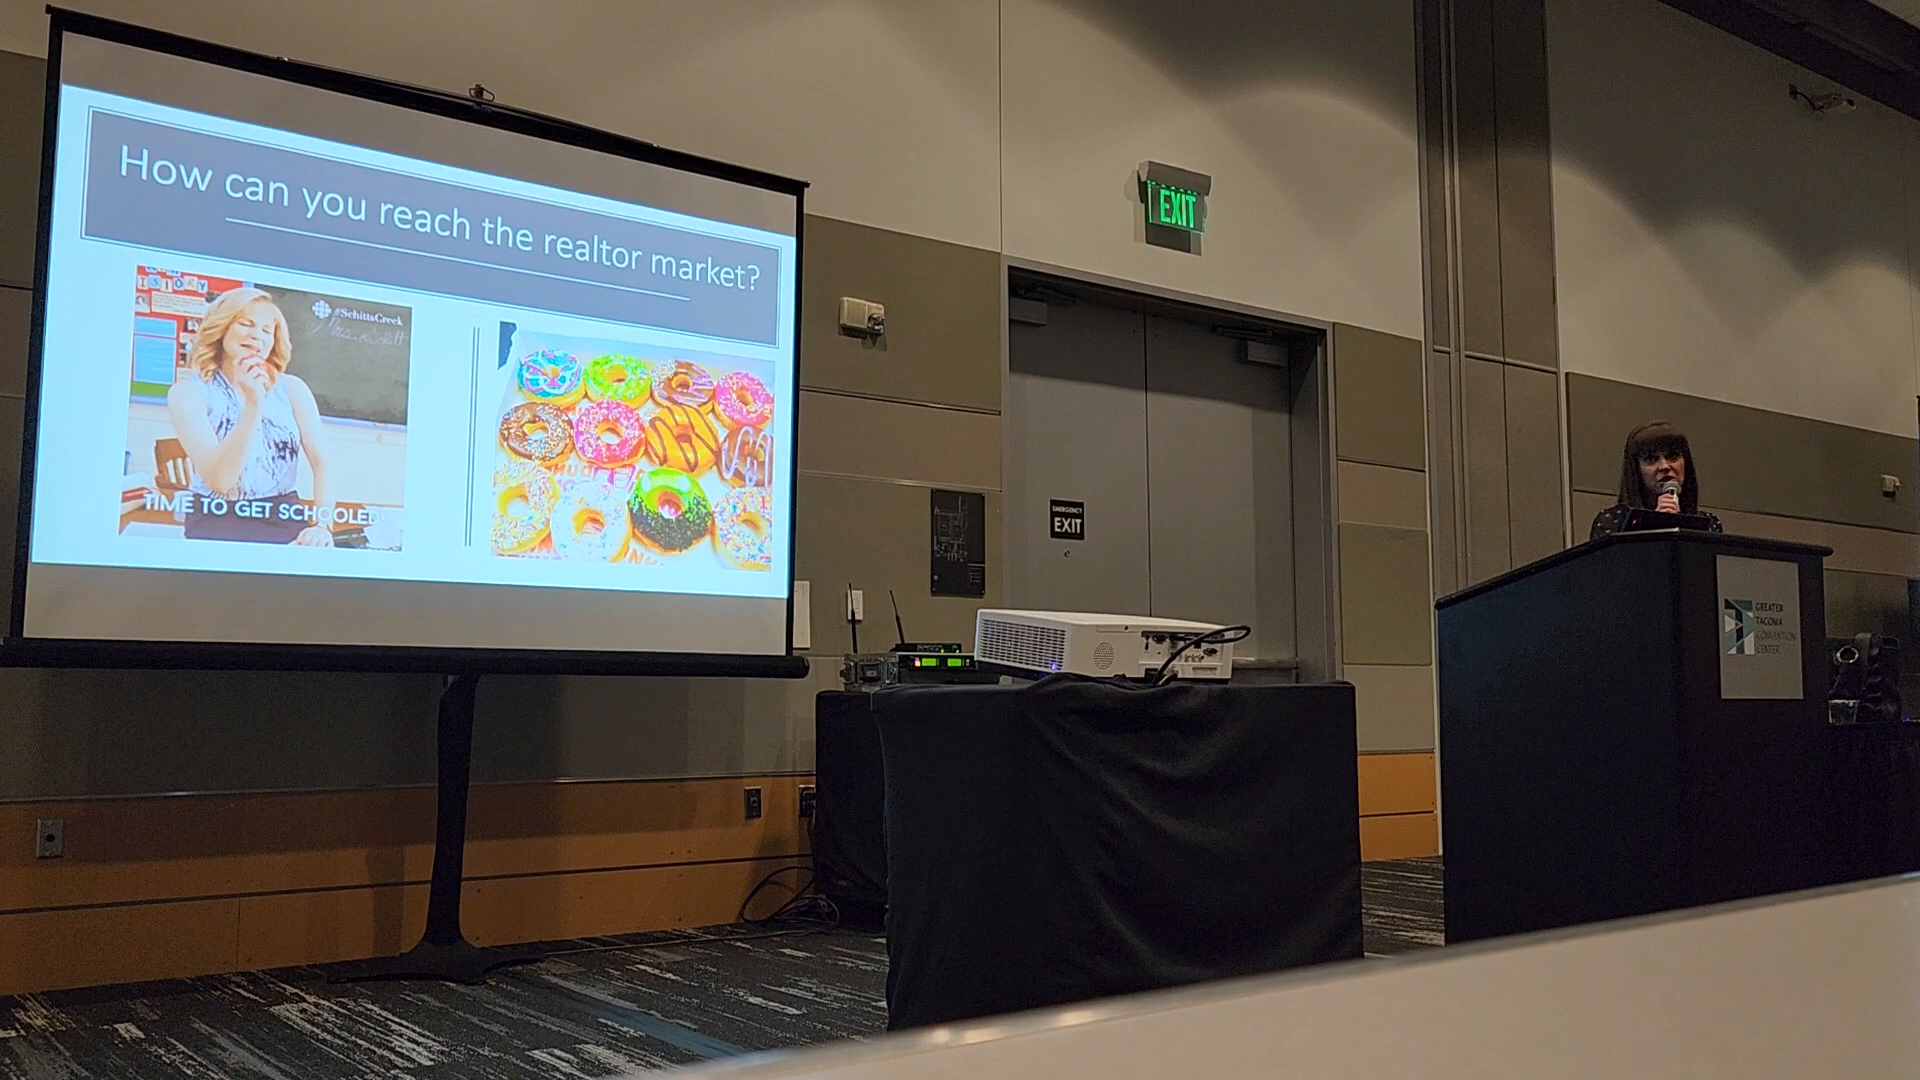 How can you reach the realtor market?
ISTORY
#SchittsCreek
TIME TO GET SCHOOLED
EXIT
EMERGENCY
EXIT
GREATER
TACOMA
CONVENTION
CENTER